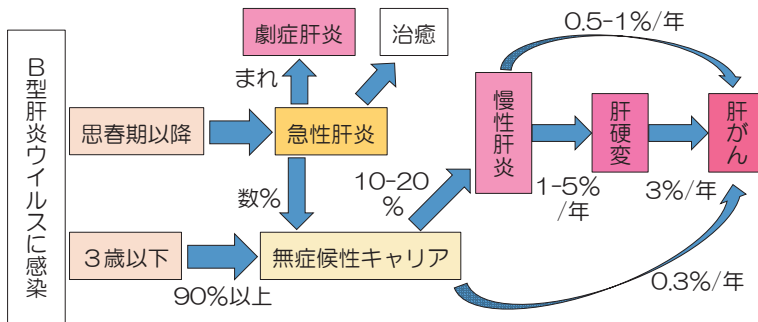 B型肝炎ウイルスに感染
思春期以降
3歳以下
90%以上
劇症肝炎
まれ
治癒
急性肝炎
数%
無症候性キャリア
10-20
%
慢性肝炎
1-5%
/年
肝硬変
3%/年
肝がん
0.5-1%/年
0.3%/年